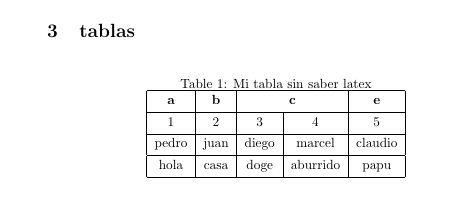 3 tablas
Table 1: Mi tabla sin saber latex
a b c e
1 2 3 4 5
pedro juan diego marcel claudio
hola casa doge aburrido papu